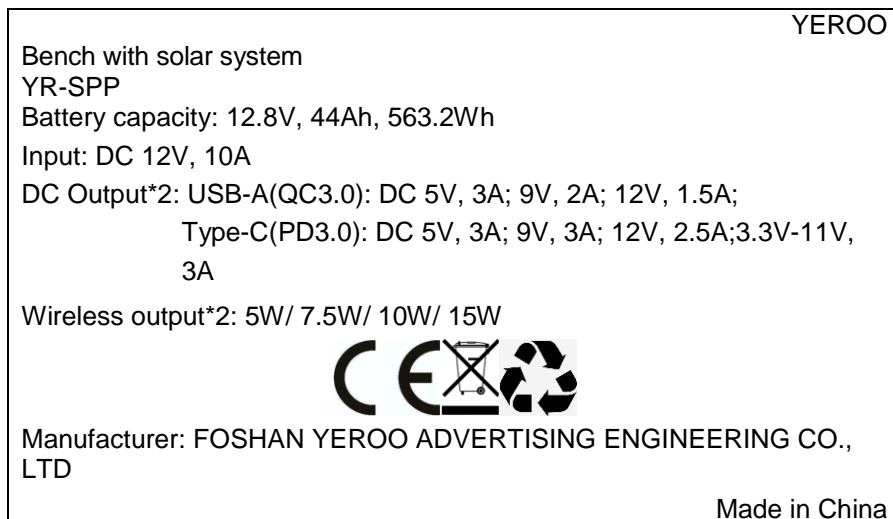 YEROO
Bench with solar system
YR-SPP
Battery capacity: 12.8V, 44Ah, 563.2Wh
Input: DC 12V, 10A
DC Output*2: USB-A(QC3.0): DC 5V, 3A; 9V, 2A; 12V, 1.5A;
Type-C(PD3.0): DC 5V, 3A; 9V, 3A; 12V, 2.5A;3.3V-11V,
3A
Wireless output*2: 5W/ 7.5W/ 10W/ 15W
CE
Manufacturer: FOSHAN YEROO ADVERTISING ENGINEERING CO.,
LTD
Made in China